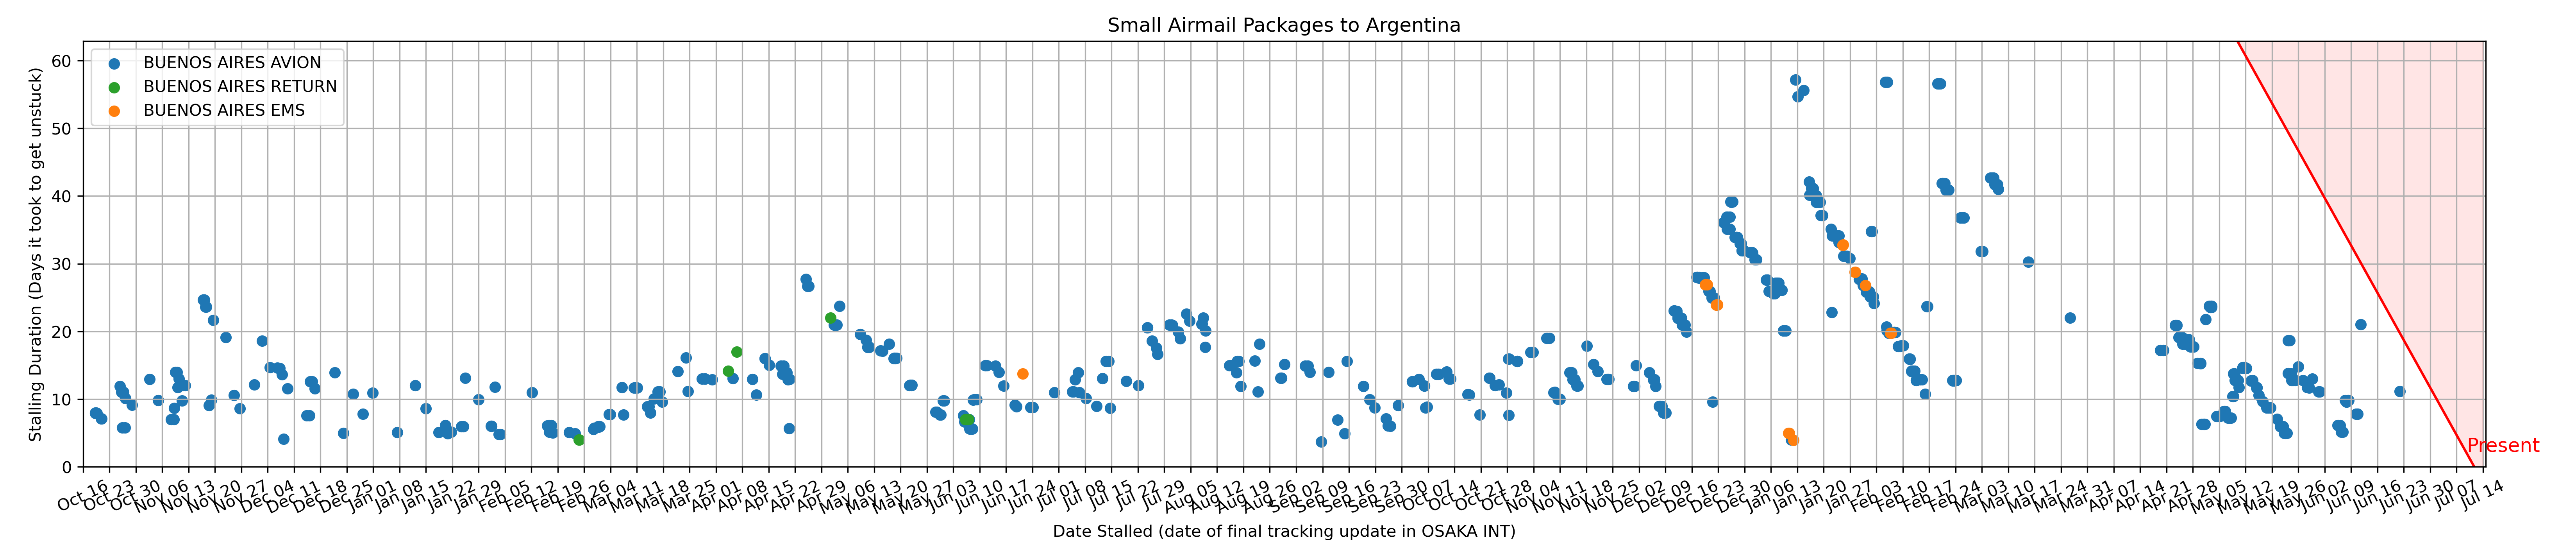 Small Airmail Packages to Argentina
BUENOS AIRES AVION
BUENOS AIRES RETURN
BUENOS AIRES EMS
Stalling Duration (Days it took to get unstuck)
60
50
40
30
20
10
0
Present
Oct 16
Oct 23
Oct 30
Nov 06
Nov 13
Nov 20
Nov 27
Dec 04
Dec 11
Dec 18
Dec 25
Jan 01
Jan 08
Jan 15
Jan 22
Jan 29
Feb 05
Feb 12
Feb 19
Feb 26
Mar 04
Mar 11
Mar 18
Mar 25
Apr 01
Apr 08
Apr 15
Apr 22
Apr 29
May 06
May 13
May 20
May 27
Jun 03
Jun 10
Jun 17
Jun 24
Jul 01
Jul 08
Jul 15
Jul 22
Jul 29
Aug 05
Aug 12
Aug 19
Aug 26
Sep 02
Sep 09
Sep 16
Sep 23
Sep 30
Oct 07
Oct 14
Oct 21
Oct 28
Nov 04
Nov 11
Nov 18
Nov 25
Dec 02
Dec 09
Dec 16
Dec 23
Dec 30
Jan 06
Jan 13
Jan 20
Jan 27
Feb 03
Feb 10
Feb 17
Feb 24
Mar 03
Mar 10
Mar 17
Mar 24
Mar 31
Apr 07
Apr 14
Apr 21
Apr 28
May 05
May 12
May 19
May 26
Jun 02
Jun 09
Jun 16
Jun 23
Jun 30
Jul 07
Jul 14
Date Stalled (date of final tracking update in OSAKA INT)